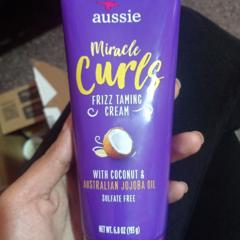 aussie
Miracle
Curls
FRIZZ TAMING
CREAM
WITH COCONUT &
AUSTRALIAN JOJOBA OIL
SULFATE FREE
NET WT. 6.8 OZ (193 g)